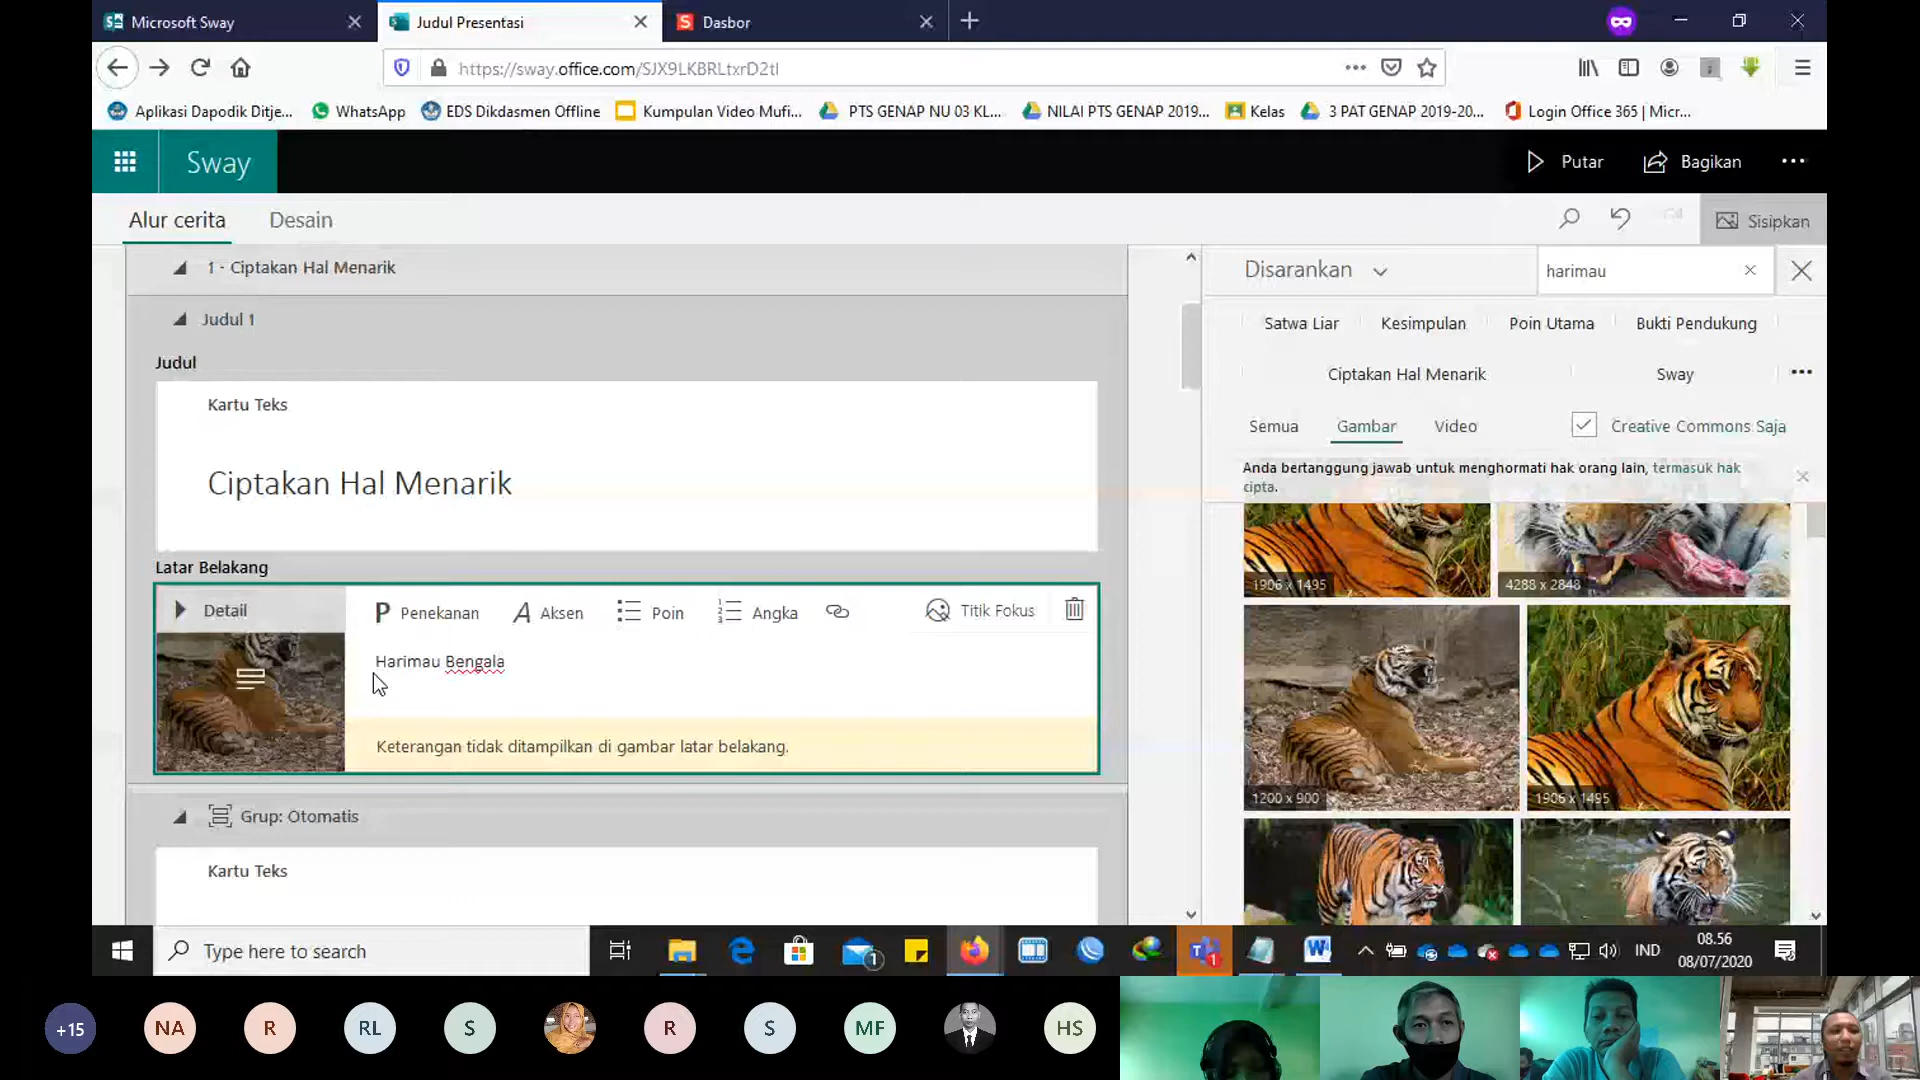 Microsoft Sway
Judul Presentasi
Dasbor
https://sway.office.com/SJX9LKBRLtxrD2tI
Aplikasi Dapodik Ditje...
WhatsApp
EDS Dikdasmen Offline
Kumpulan Video Mufi...
PTS GENAP NU 03 KL...
NILAI PTS GENAP 2019...
Kelas
3 PAT GENAP 2019-20...
Login Office 365 | Micr...
Sway
Putar
Bagikan
Alur cerita
Desain
Sisipkan
1 - Ciptakan Hal Menarik
Judul 1
Judul
Kartu Teks
Ciptakan Hal Menarik
Latar Belakang
Detail
P Penekanan
A Aksen
Poin
Angka
Titik Fokus
Harimau Bengala
Keterangan tidak ditampilkan di gambar latar belakang.
Grup: Otomatis
Kartu Teks
Disarankan
harimau
Satwa Liar
Kesimpulan
Poin Utama
Bukti Pendukung
Ciptakan Hal Menarik
Sway
Semua
Gambar
Video
Creative Commons Saja
Anda bertanggung jawab untuk menghormati hak orang lain, termasuk hak
cipta.
1906 x 1495
4288 x 2848
1200 x 900
1906 x 1495
Type here to search
1
1
IND
08.56
08/07/2020
+15
NA
R
RL
S
R
S
MF
HS